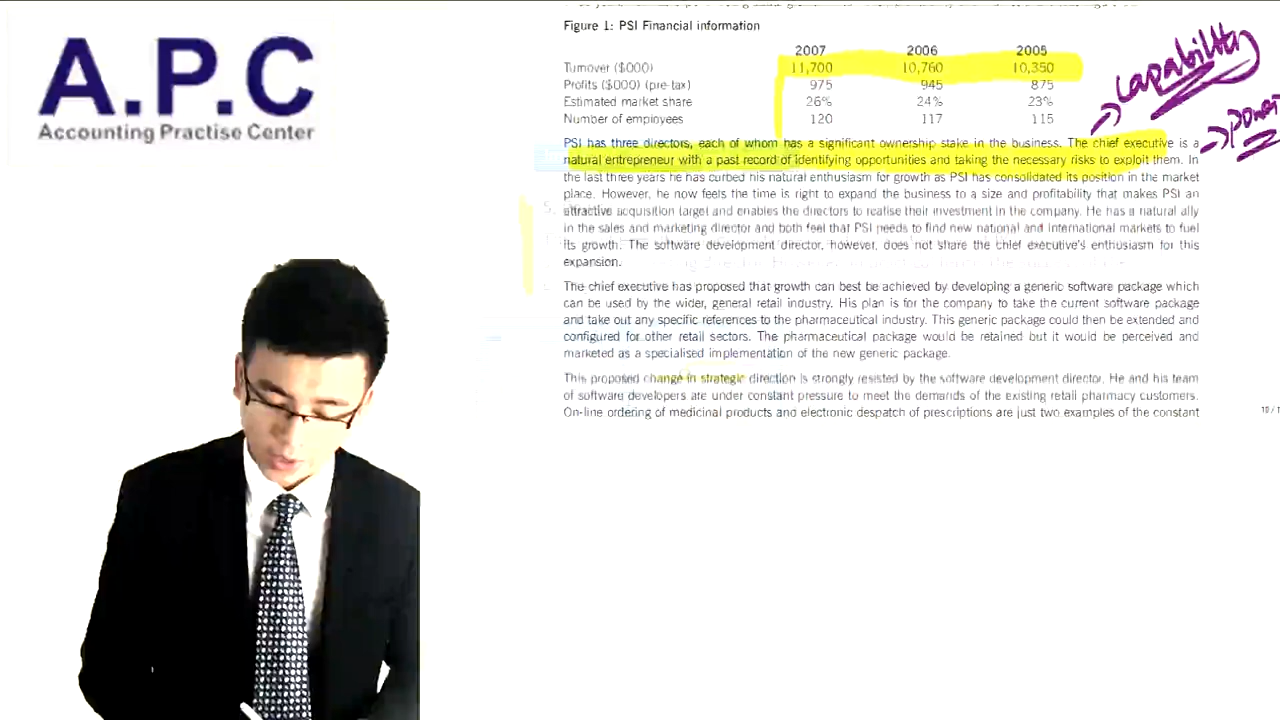 A.P.C
Accounting Practise Center
Figure 1: PSI Financial information
2007 2006 2005
Turnover ($000) 11,700 10,760 10,350
Profits ($000) (pre-tax) 975 945 875
Estimated market share 26% 24% 23%
Number of employees 120 117 115
→ capability
→ power
PSI has three directors, each of whom has a significant ownership stake in the business. The chief executive is a
natural entrepreneur with a past record of identifying opportunities and taking the necessary risks to exploit them. In
the last three years he has curbed his natural enthusiasm for growth as PSI has consolidated its position in the market
place. However, he now feels the time is right to expand the business to a size and profitability that makes PSI an
attractive acquisition target and enables the directors to realise their investment in the company. He has a natural ally
in the sales and marketing director and both feel that PSI needs to find new national and international markets to fuel
its growth. The software development director, however, does not share the chief executive's enthusiasm for this
expansion.
The chief executive has proposed that growth can best be achieved by developing a generic software package which
can be used by the wider, general retail industry. His plan is for the company to take the current software package
and take out any specific references to the pharmaceutical industry. This generic package could then be extended and
configured for other retail sectors. The pharmaceutical package would be retained but it would be perceived and
marketed as a specialised implementation of the new generic package.
This proposed change in strategic direction is strongly resisted by the software development director. He and his team
of software developers are under constant pressure to meet the demands of the existing retail pharmacy customers.
On-line ordering of medicinal products and electronic despatch of prescriptions are just two examples of the constant